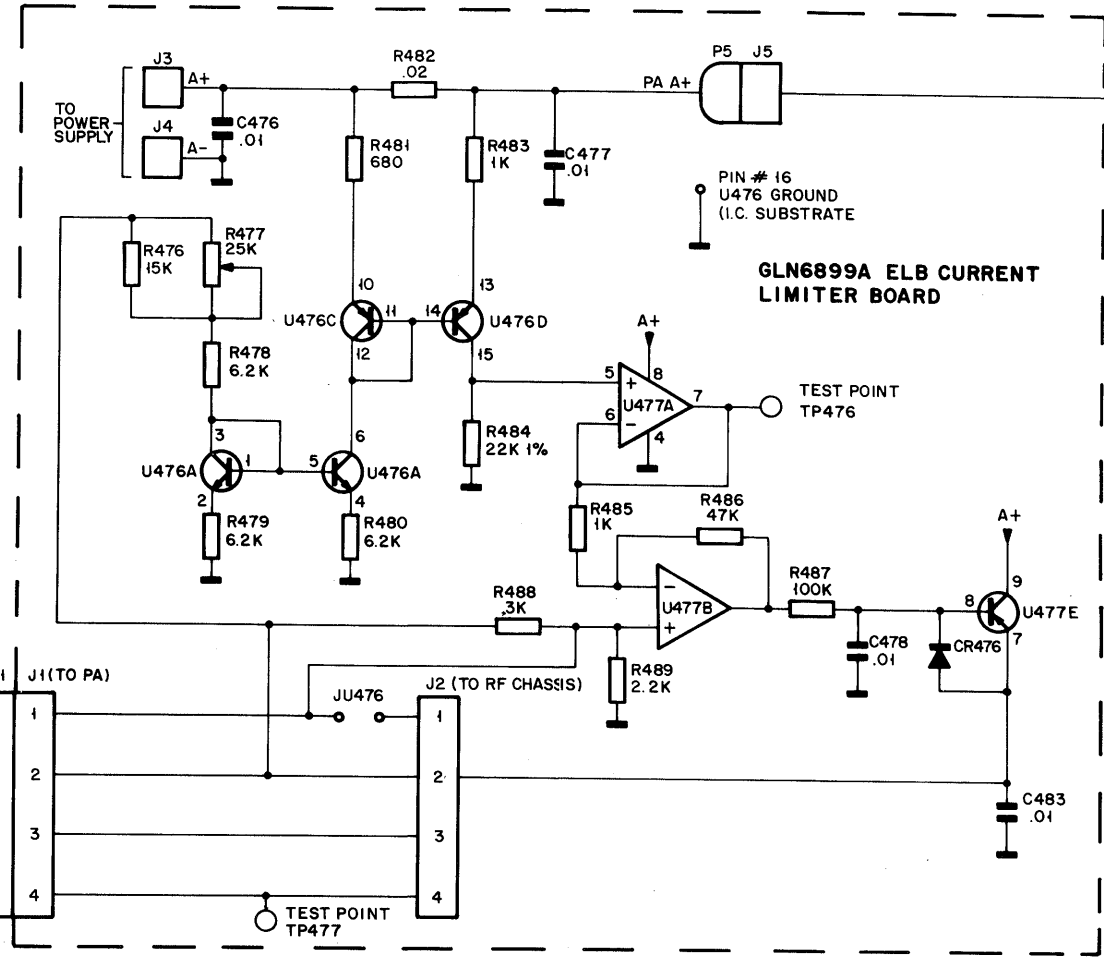 J3
A+
TO
POWER
SUPPLY
J4
A-
C476
.01
R482
.02
R481
680
R483
1K
C477
.01
PA A+
P5
J5
PIN # 16
U476 GROUND
(I.C. SUBSTRATE
GLN6899A ELB CURRENT
LIMITER BOARD
R476
15K
R477
25K
R478
6.2K
10
U476C
11
12
14
13
U476D
15
A+
5
+
8
U477A
6
−
4
7
TEST POINT
TP476
3
U476A
1
2
R479
6.2K
6
5
U476A
4
R480
6.2K
R484
22K 1%
R485
1K
R486
47K
−
U477B
+
R487
100K
A+
9
8
U477E
7
R488
.3K
R489
2.2K
C478
.01
CR476
1
J1 (TO PA)
1
2
3
4
JU476
J2 (TO RF CHASSIS)
1
2
3
4
C483
.01
TEST POINT
TP477